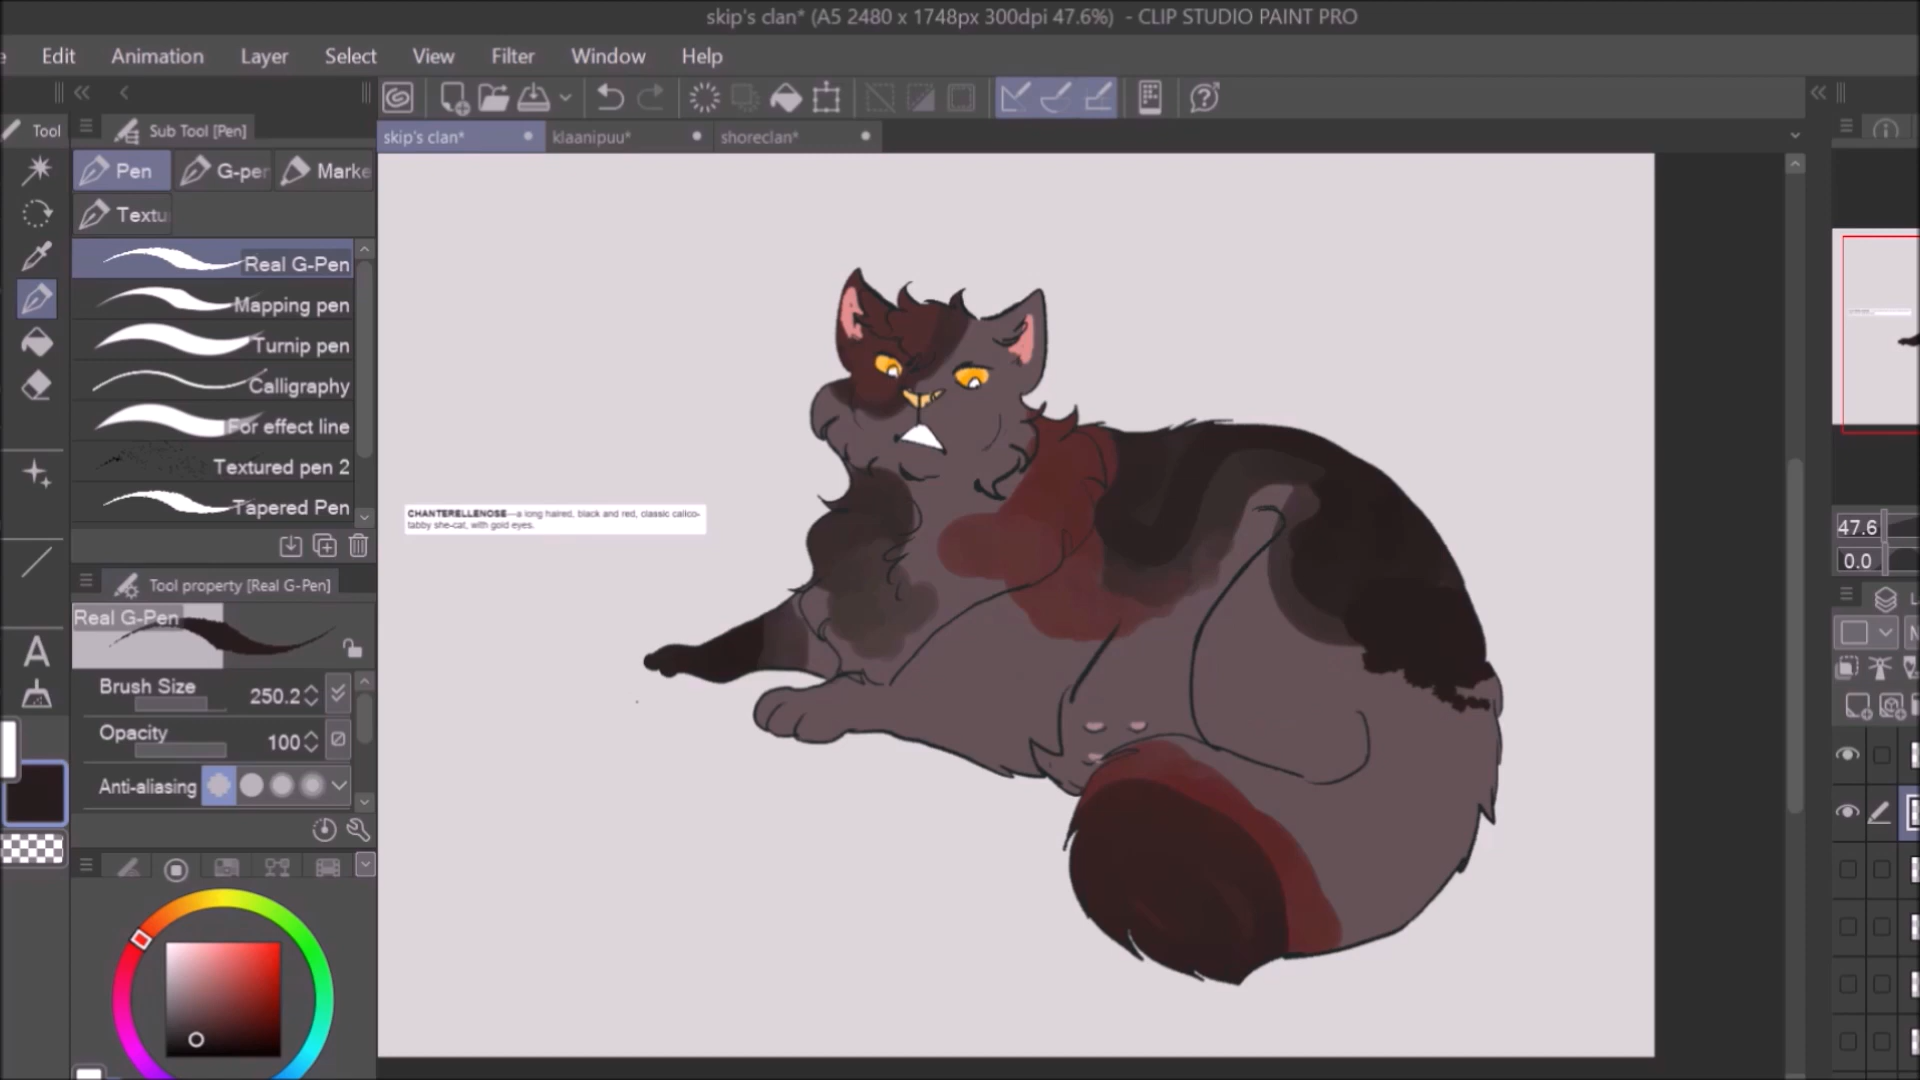 skip's clan* (A5 2480 x 1748px 300dpi 47.6%) - CLIP STUDIO PAINT PRO
Edit Animation Layer Select View Filter Window Help
Tool
Sub Tool [Pen]
skip's clan* klaanipuu* shoreclan*
Pen G-pen Marke
Textu
Real G-Pen
Mapping pen
Turnip pen
Calligraphy
For effect line
Textured pen 2
Tapered Pen
CHANTERELLENOSE—a long haired, black and red, classic calico-
tabby she-cat, with gold eyes.
Tool property [Real G-Pen]
Real G-Pen
Brush Size 250.2
Opacity 100
Anti-aliasing
47.6
0.0